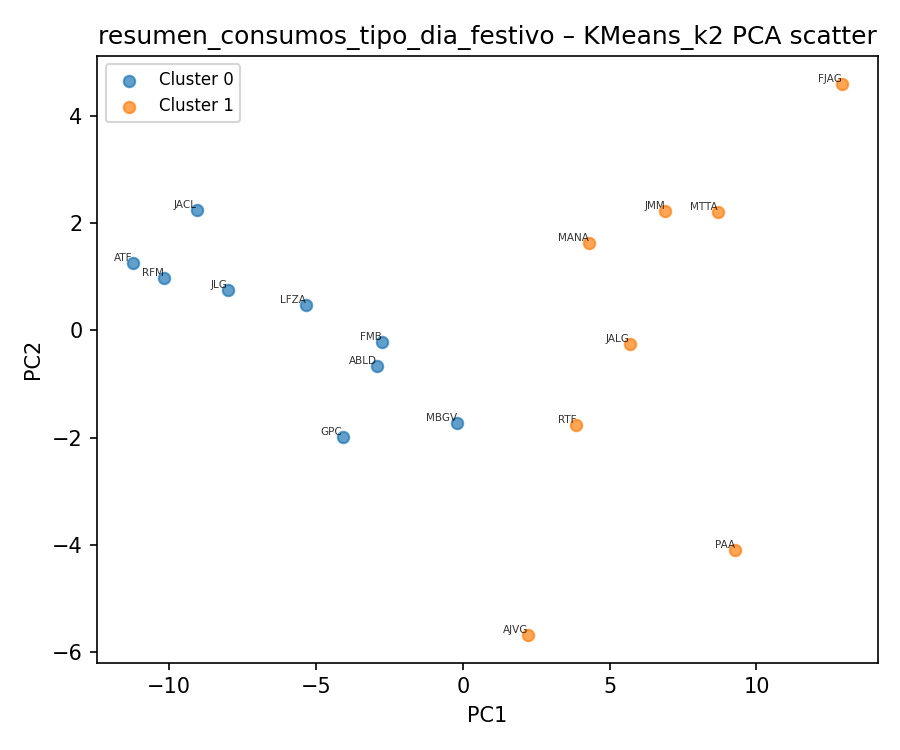 resumen_consumos_tipo_dia_festivo – KMeans_k2 PCA scatter
Cluster 0
Cluster 1
FJAG
JACL
JMM
MTTA
MANA
ATF
RFM
JLG
LFZA
FMB
JALG
ABLD
MBGV
RTF
GPC
PAA
AJVG
4
2
0
−2
−4
−6
PC2
−10
−5
0
5
10
PC1